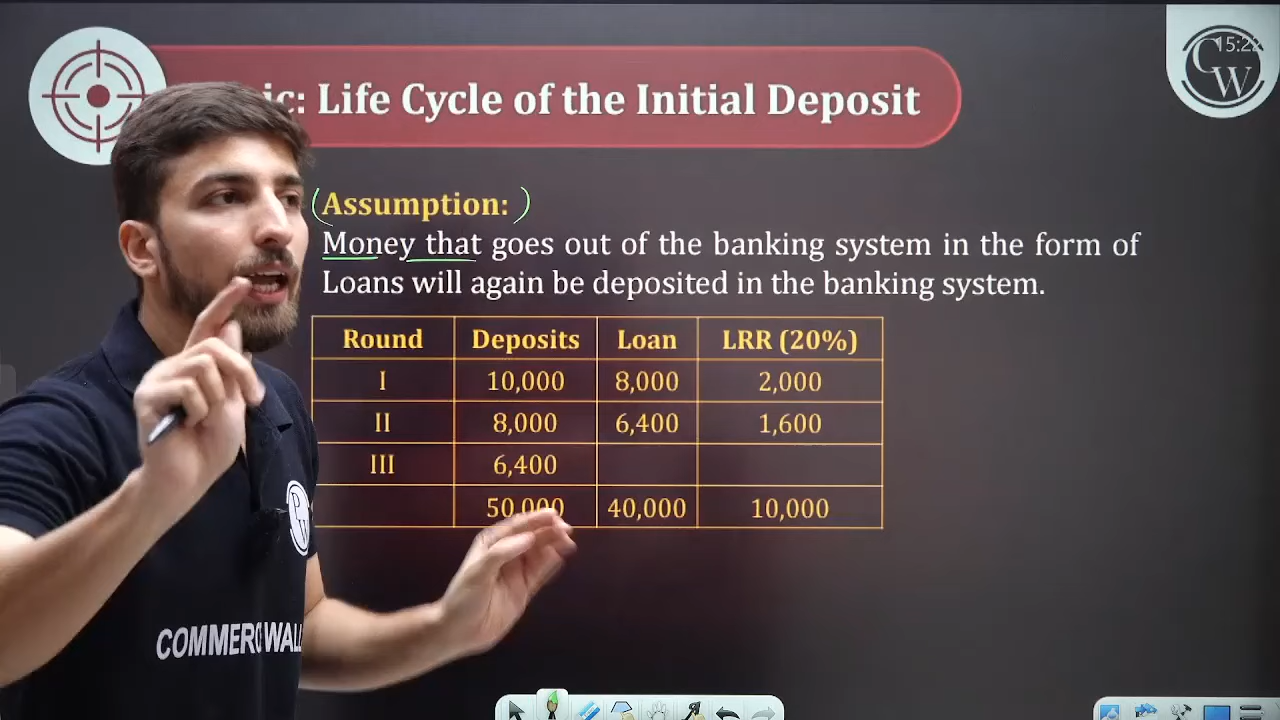 ic: Life Cycle of the Initial Deposit
CW
15:22
(Assumption: )
Money that goes out of the banking system in the form of
Loans will again be deposited in the banking system.
Round Deposits Loan LRR (20%)
I 10,000 8,000 2,000
II 8,000 6,400 1,600
III 6,400
50,000 40,000 10,000
COMMERCE WALL